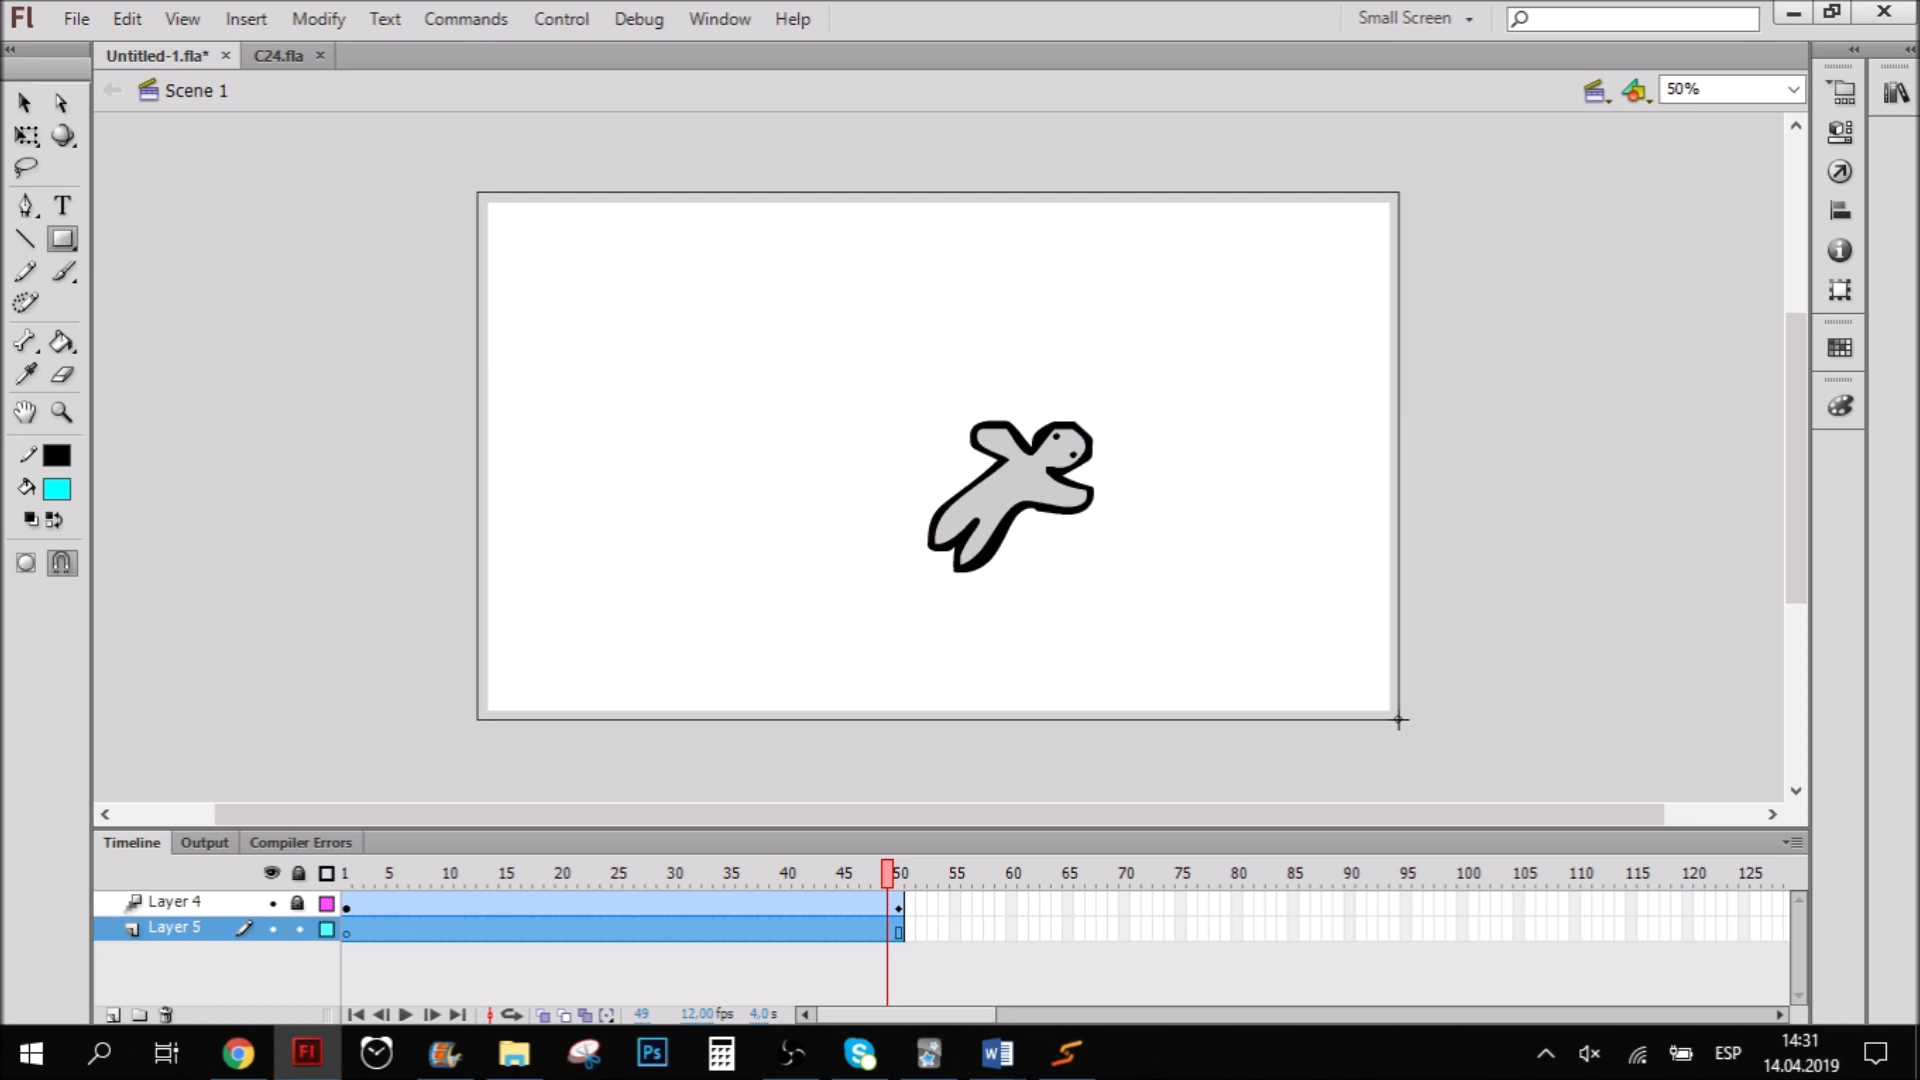 Fl File Edit View Insert Modify Text Commands Control Debug Window Help Small Screen
Untitled-1.fla* C24.fla
Scene 1 50%
T
Timeline Output Compiler Errors
1 5 10 15 20 25 30 35 40 45 50 55 60 65 70 75 80 85 90 95 100 105 110 115 120 125
Layer 4
Layer 5
49 12,00 fps 4,0 s
Fl Ps W ESP 14:31
14.04.2019